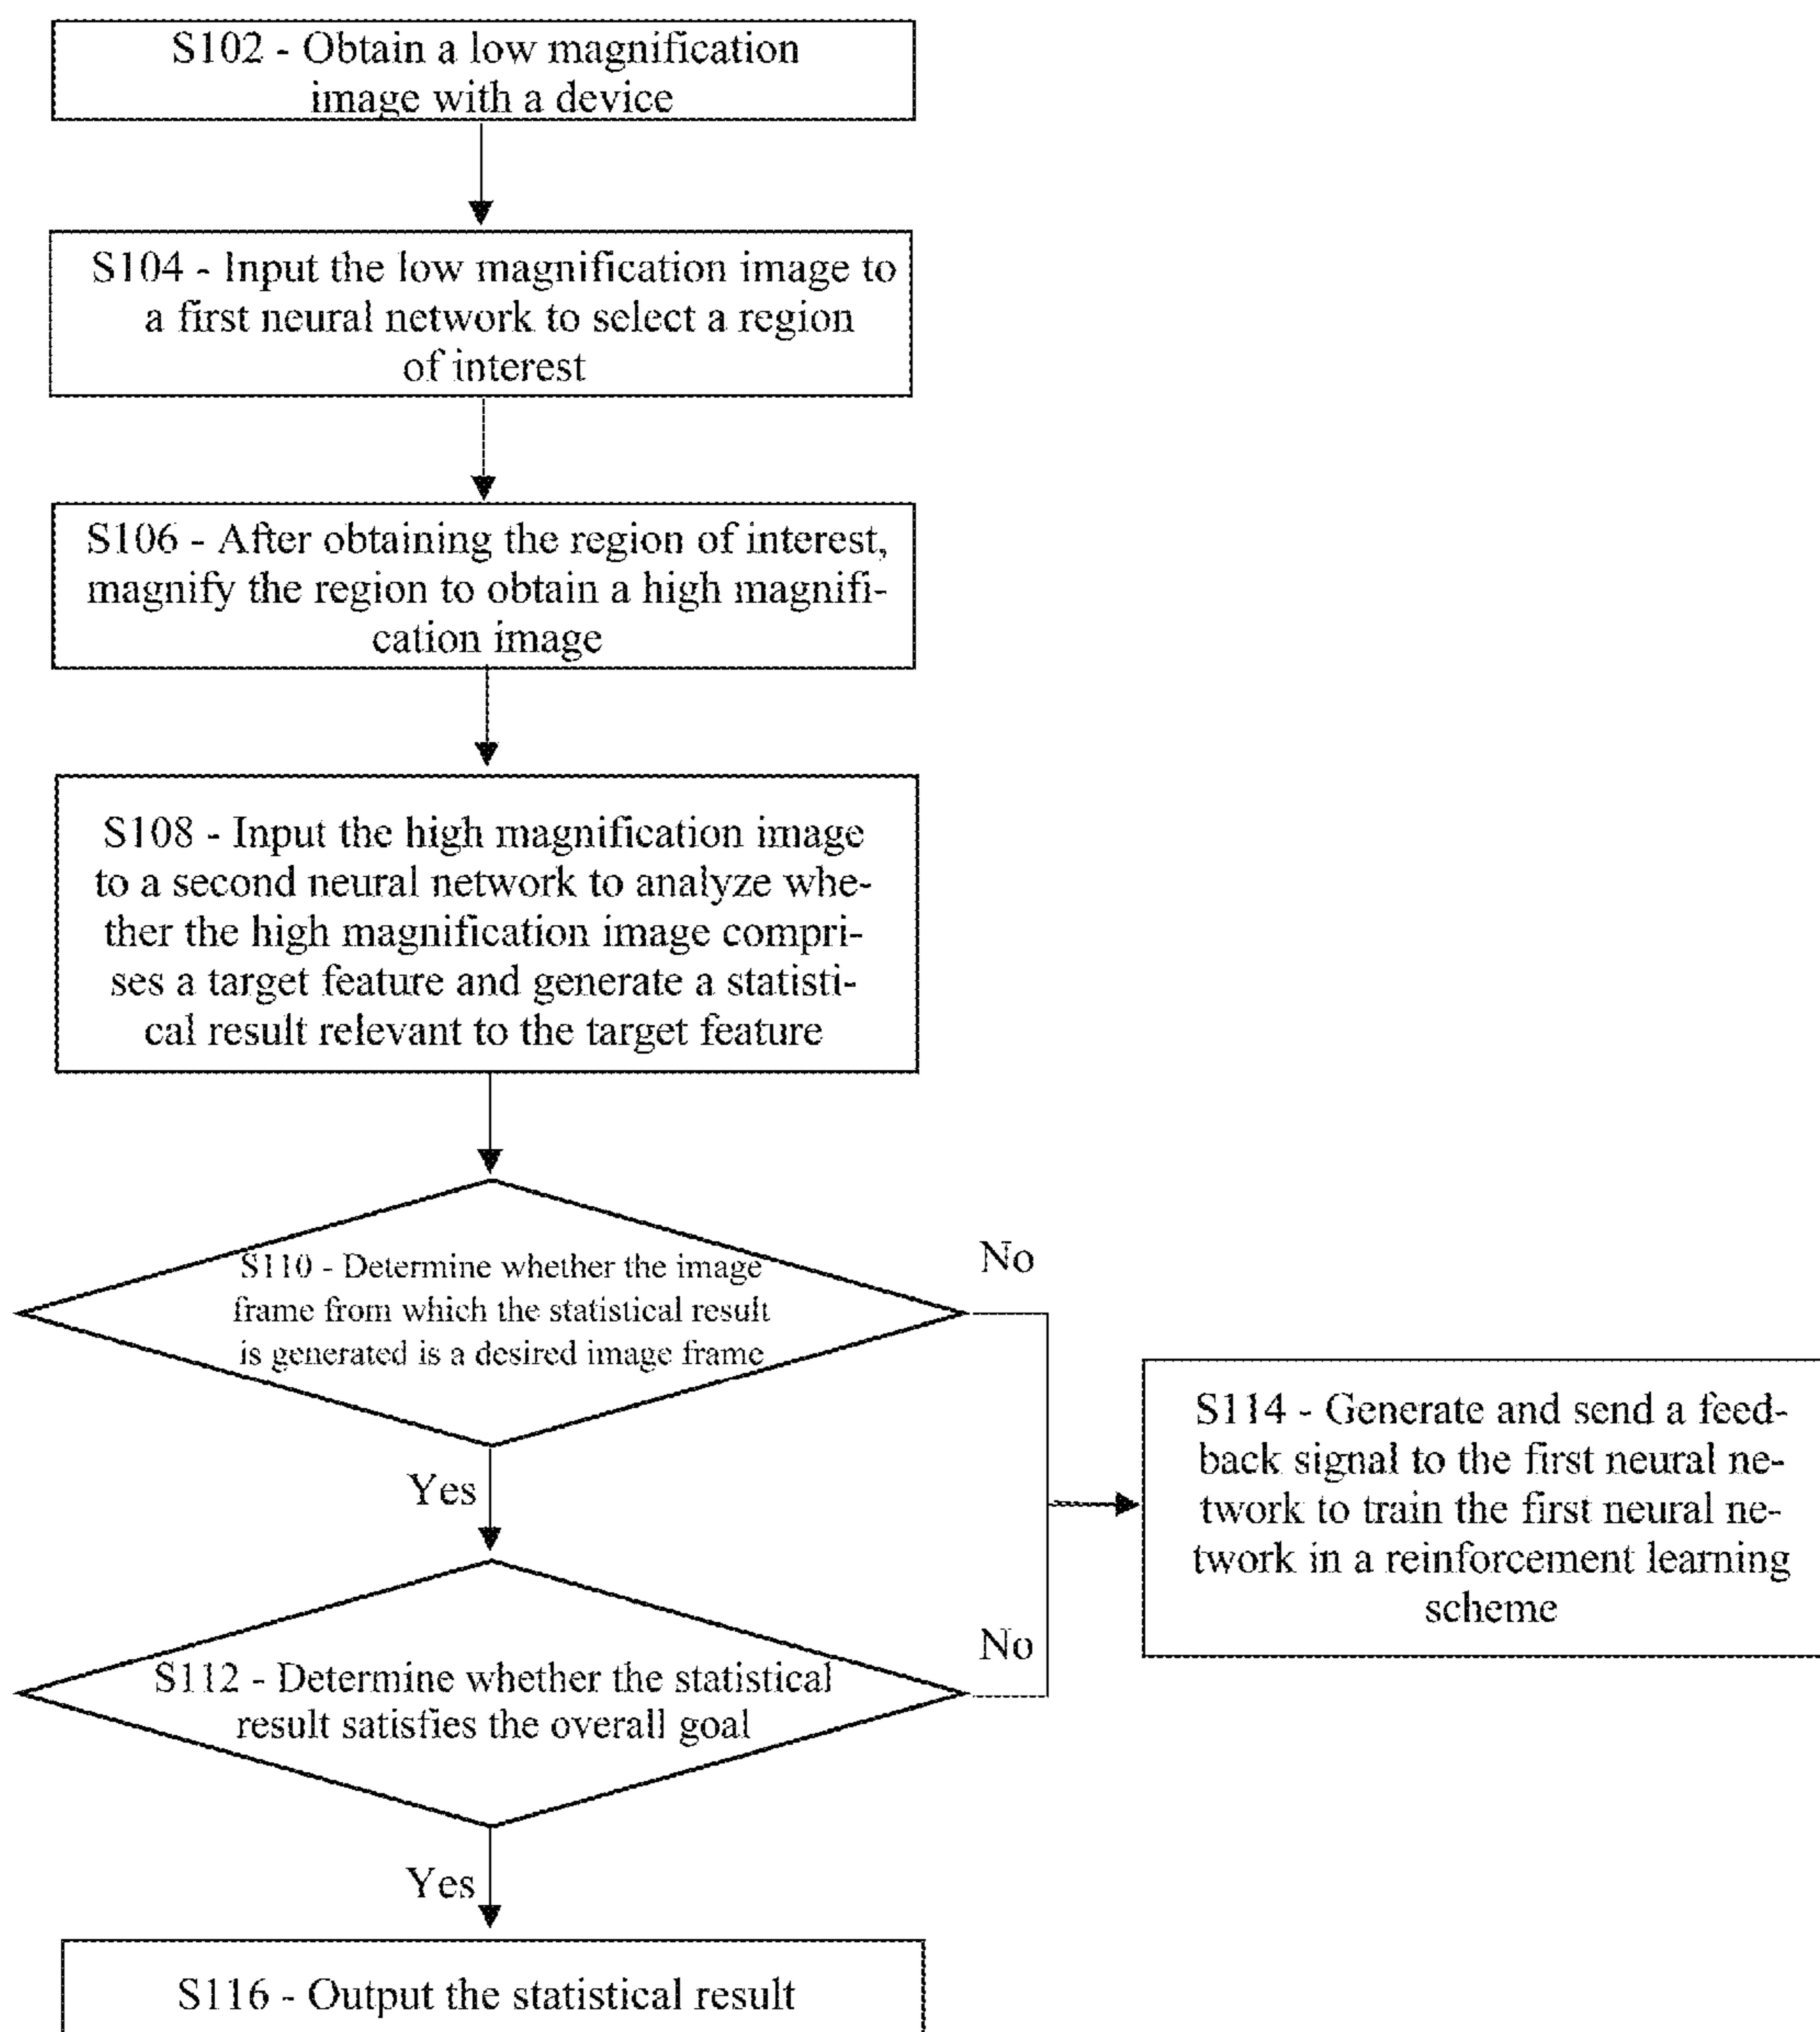 S102 - Obtain a low magnification
image with a device
S104 - Input the low magnification image to
a first neural network to select a region
of interest
S106 - After obtaining the region of interest,
magnify the region to obtain a high magnifi-
cation image
S108 - Input the high magnification image
to a second neural network to analyze whe-
ther the high magnification image compri-
ses a target feature and generate a statisti-
cal result relevant to the target feature
S110 - Determine whether the image
frame from which the statistical result
is generated is a desired image frame
No
Yes
S114 - Generate and send a feed-
back signal to the first neural ne-
twork to train the first neural ne-
twork in a reinforcement learning
scheme
S112 - Determine whether the statistical
result satisfies the overall goal
No
Yes
S116 - Output the statistical result